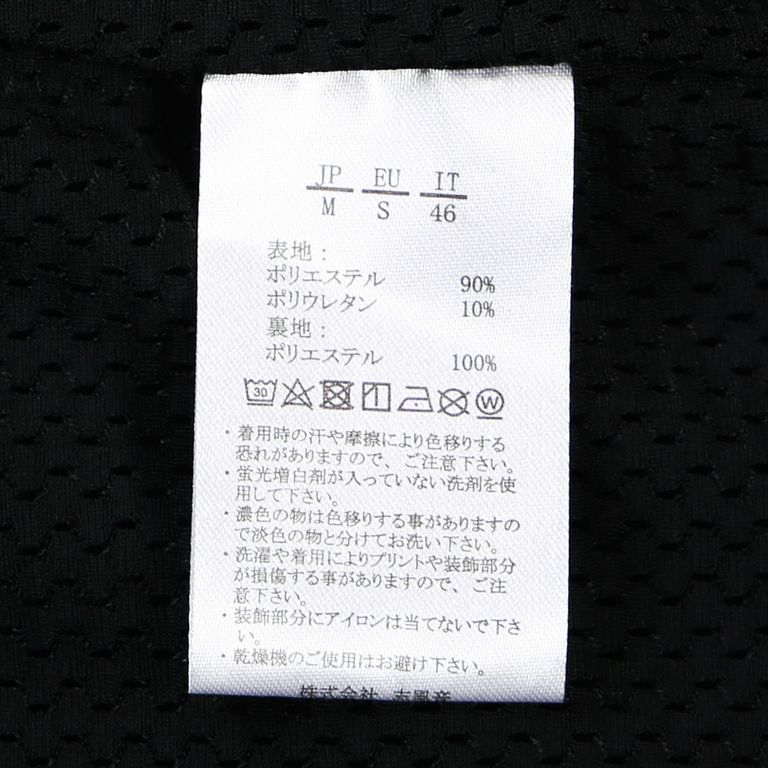 JP EU IT
M S 46
表地：
ポリエステル 90%
ポリウレタン 10%
裏地：
ポリエステル 100%
30 W
・着用時の汗や摩擦により色移りする
恐れがありますので、ご注意下さい。
・蛍光増白剤が入っていない洗剤を使
用して下さい。
・濃色の物は色移りする事がありますの
で淡色の物と分けてお洗い下さい。
・洗濯や着用によりプリントや装飾部分
が損傷する事がありますので、ご注
意下さい。
・装飾部分にアイロンは当てないで下さ
い。
・乾燥機のご使用はお避け下さい。
株式会社